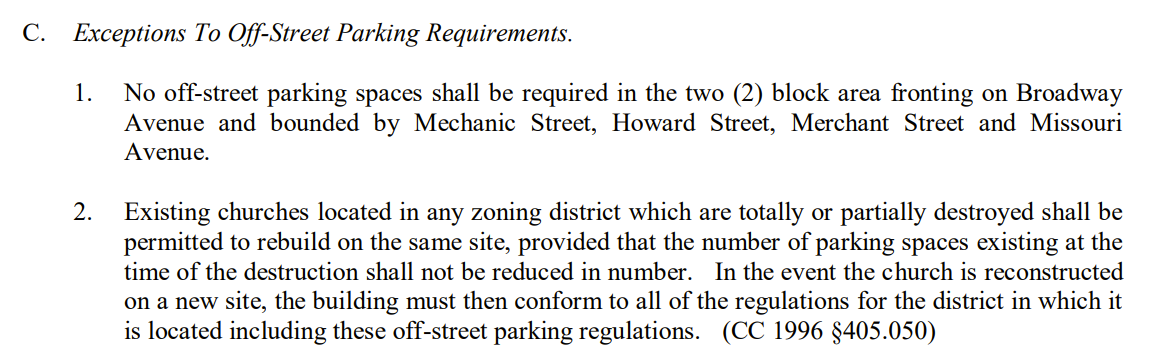 C. Exceptions To Off-Street Parking Requirements.
1. No off-street parking spaces shall be required in the two (2) block area fronting on Broadway
Avenue and bounded by Mechanic Street, Howard Street, Merchant Street and Missouri
Avenue.
2. Existing churches located in any zoning district which are totally or partially destroyed shall be
permitted to rebuild on the same site, provided that the number of parking spaces existing at the
time of the destruction shall not be reduced in number. In the event the church is reconstructed
on a new site, the building must then conform to all of the regulations for the district in which it
is located including these off-street parking regulations. (CC 1996 §405.050)